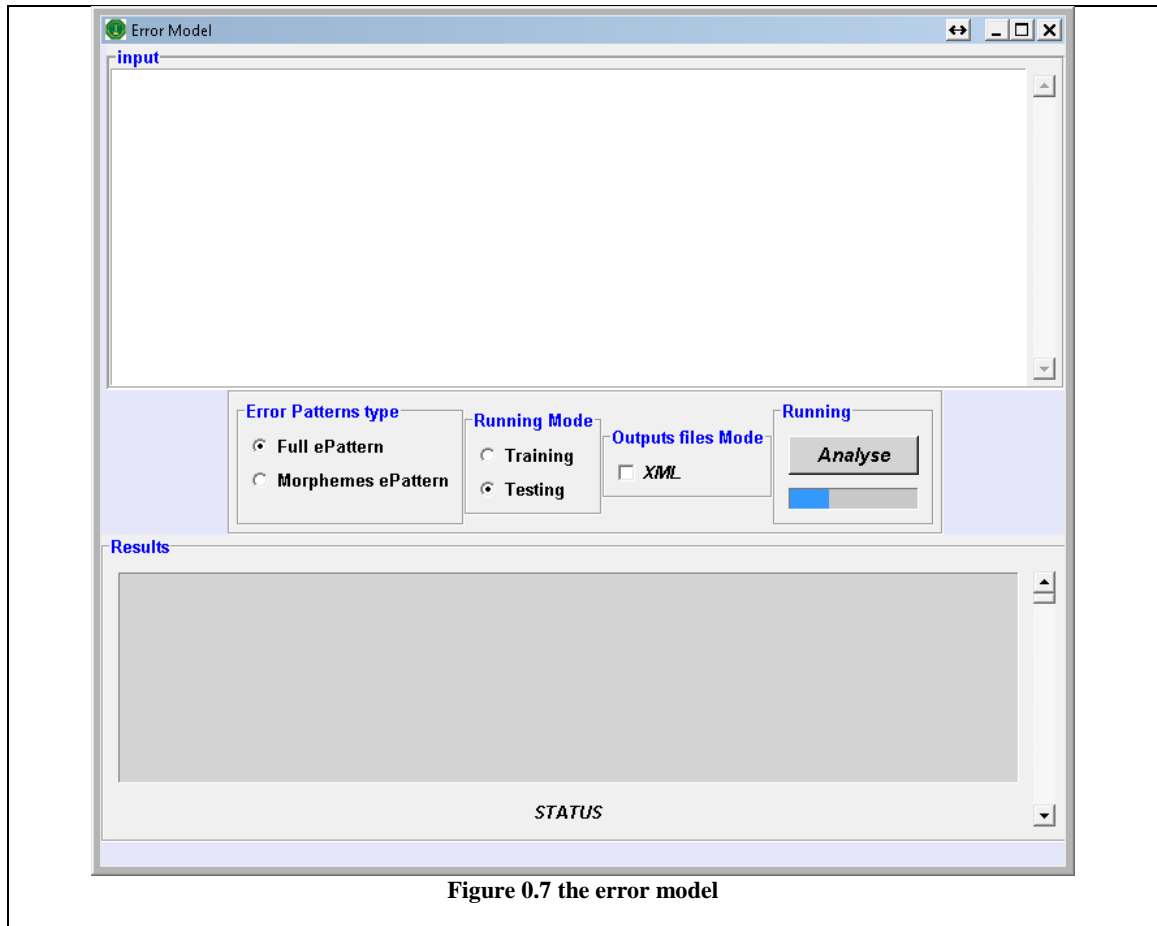 Error Model
input
Error Patterns type
Full ePattern
Morphemes ePattern
Running Mode
Training
Testing
Outputs files Mode
XML
Running
Analyse
Results
STATUS
Figure 0.7 the error model